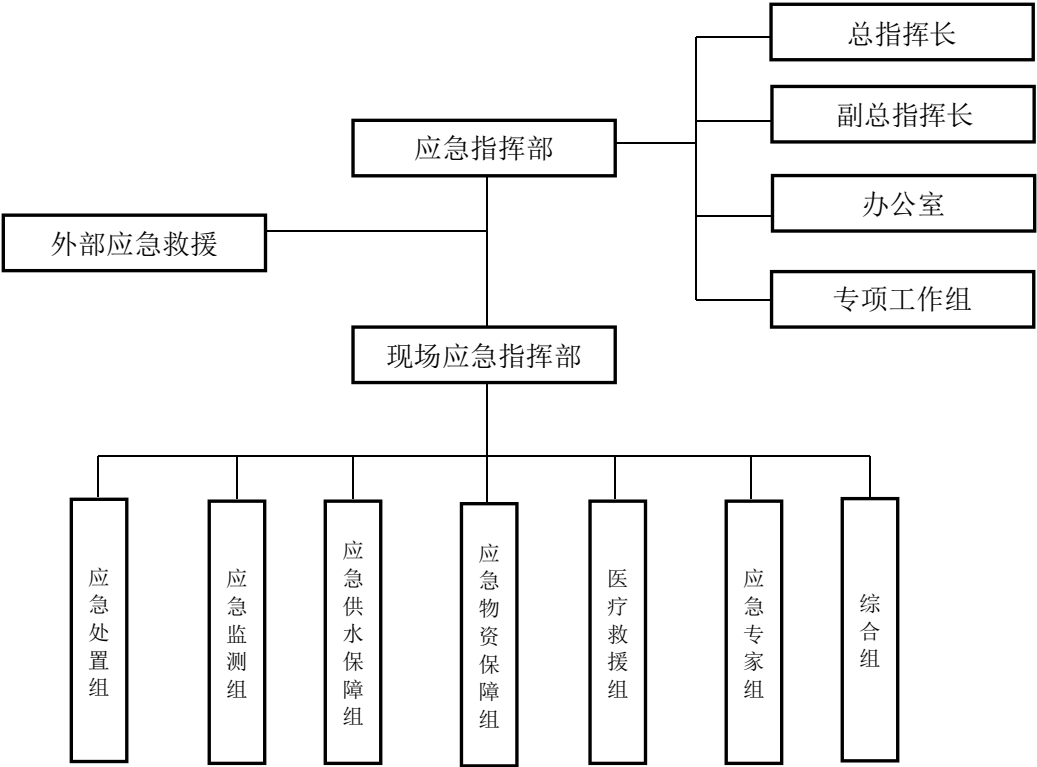 总指挥长
副总指挥长
应急指挥部
办公室
外部应急救援
专项工作组
现场应急指挥部
应急处置组
应急监测组
应急供水保障组
应急物资保障组
医疗救援组
应急专家组
综合组